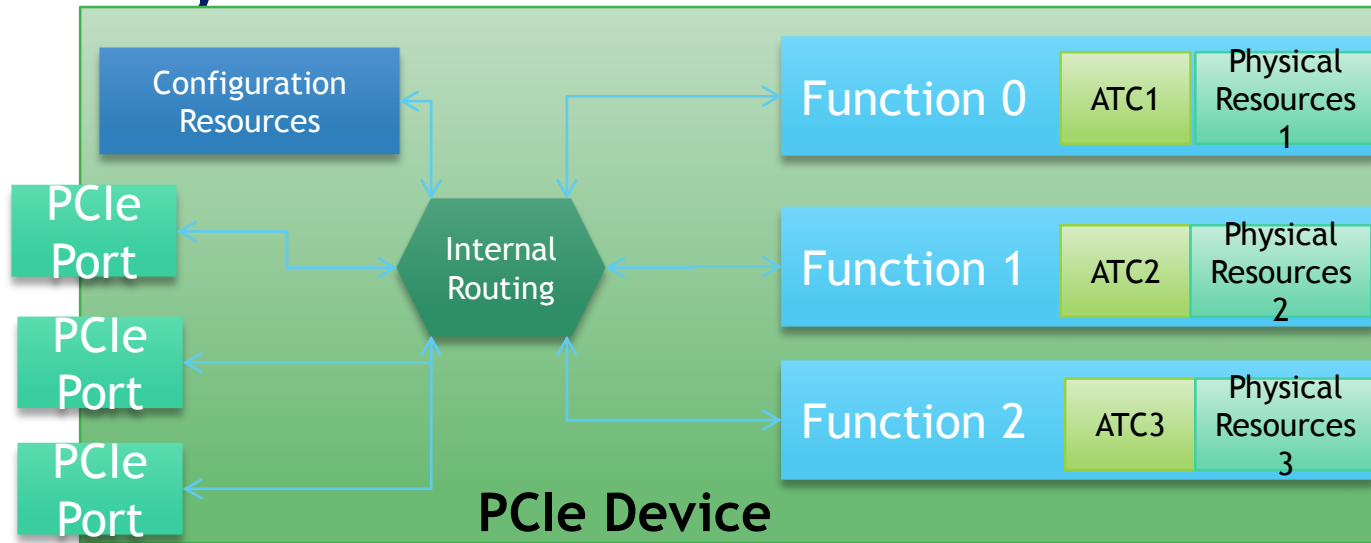 Configuration
Resources
PCIe
Port
PCIe
Port
PCIe
Port
Internal
Routing
Function 0
ATC1
Physical
Resources
1
Function 1
ATC2
Physical
Resources
2
Function 2
ATC3
Physical
Resources
3
PCIe Device